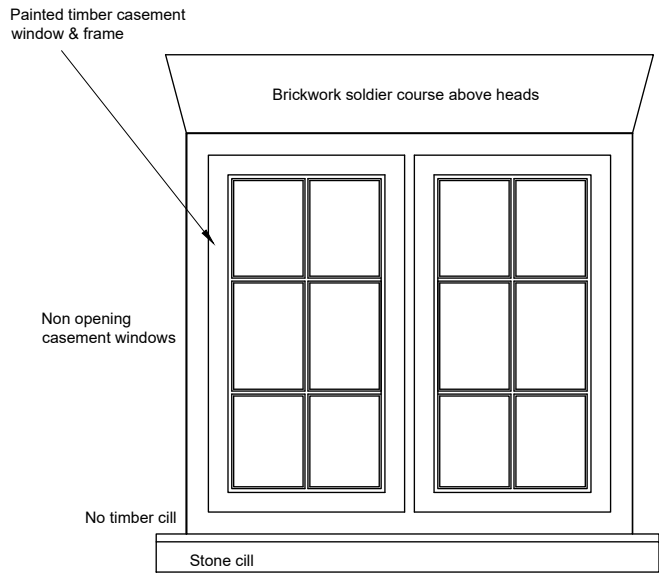 Painted timber casement
window & frame
Brickwork soldier course above heads
Non opening
casement windows
No timber cill
Stone cill